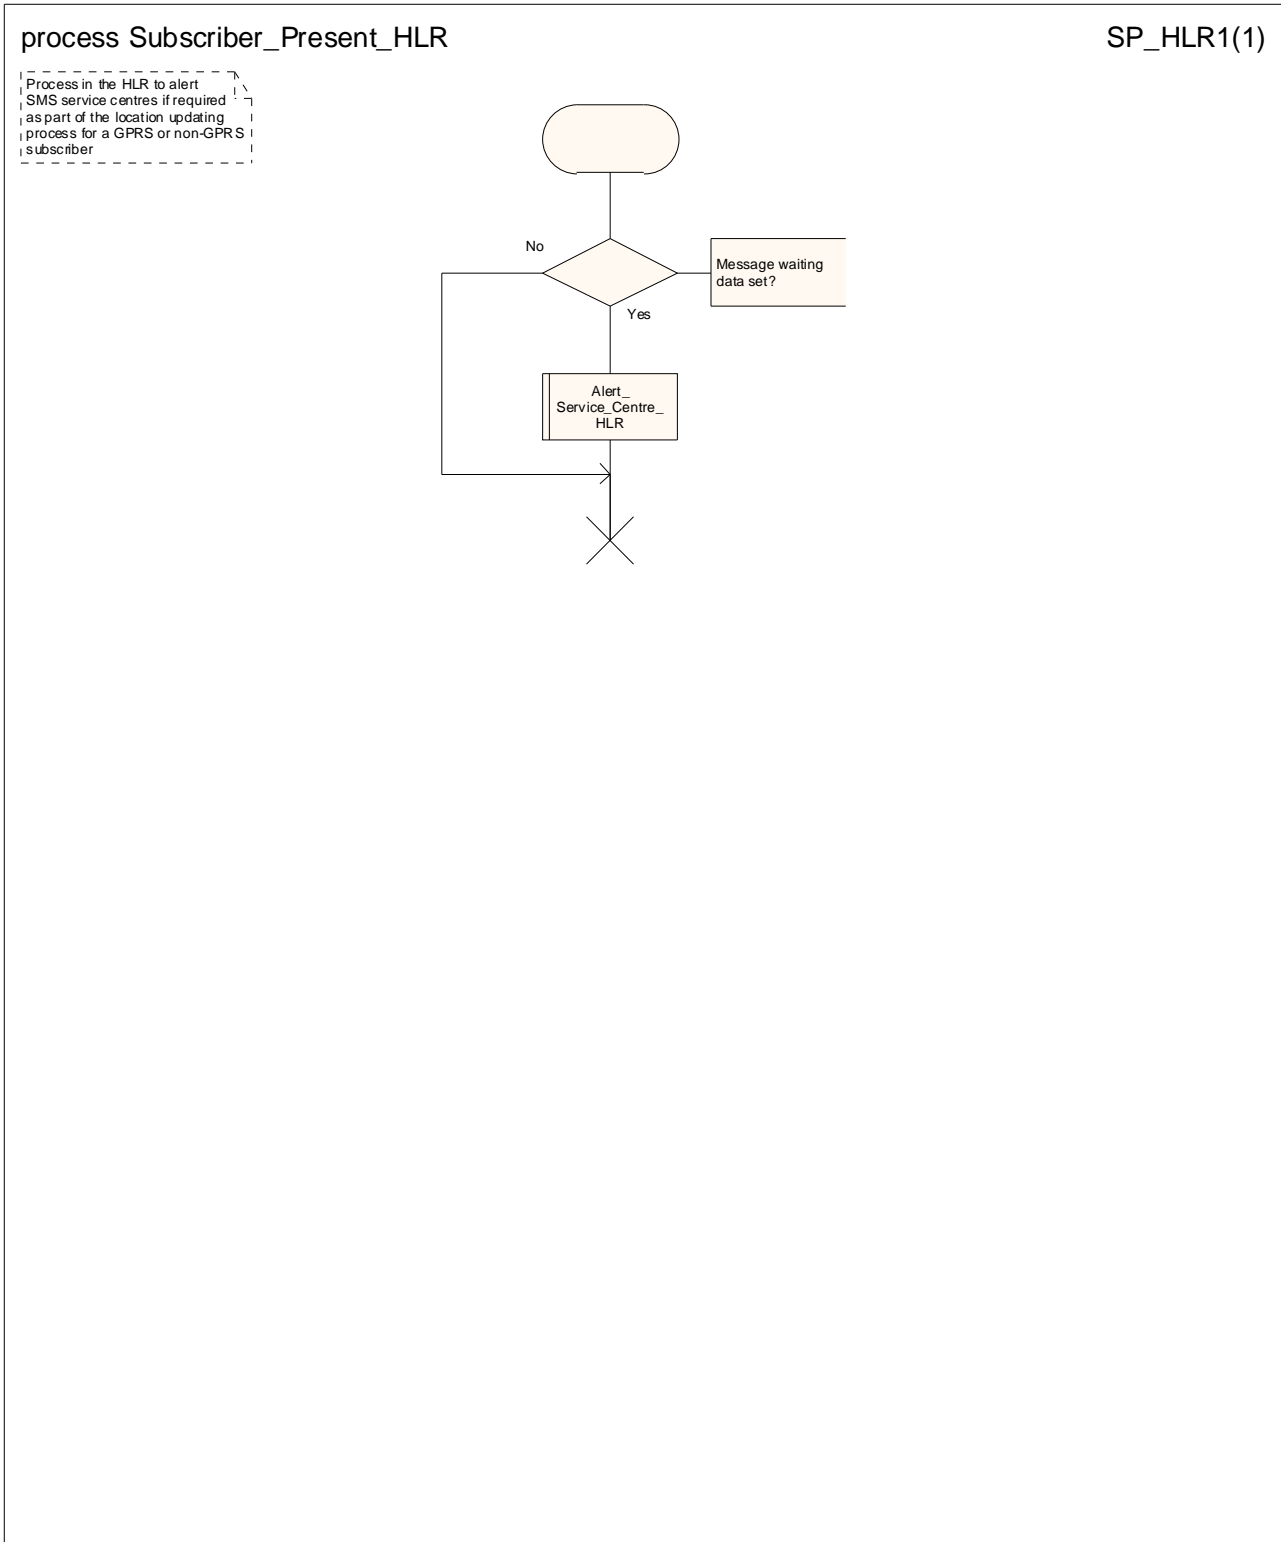 process Subscriber_Present_HLR
SP_HLR1(1)
Process in the HLR to alert
SMS service centres if required
as part of the location updating
process for a GPRS or non-GPRS
subscriber
No
Message waiting
data set?
Yes
Alert_
Service_Centre_
HLR